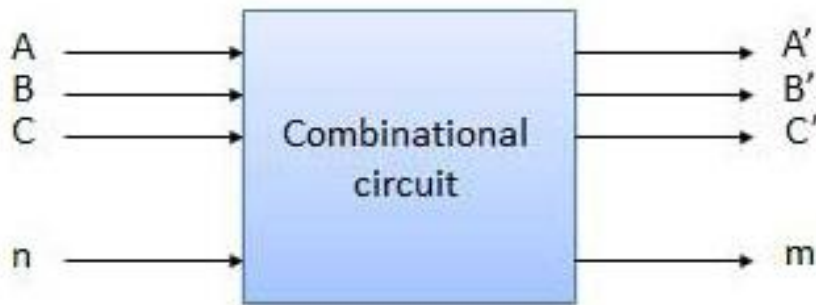 A
B
C
n
Combinational
circuit
A’
B’
C’
m